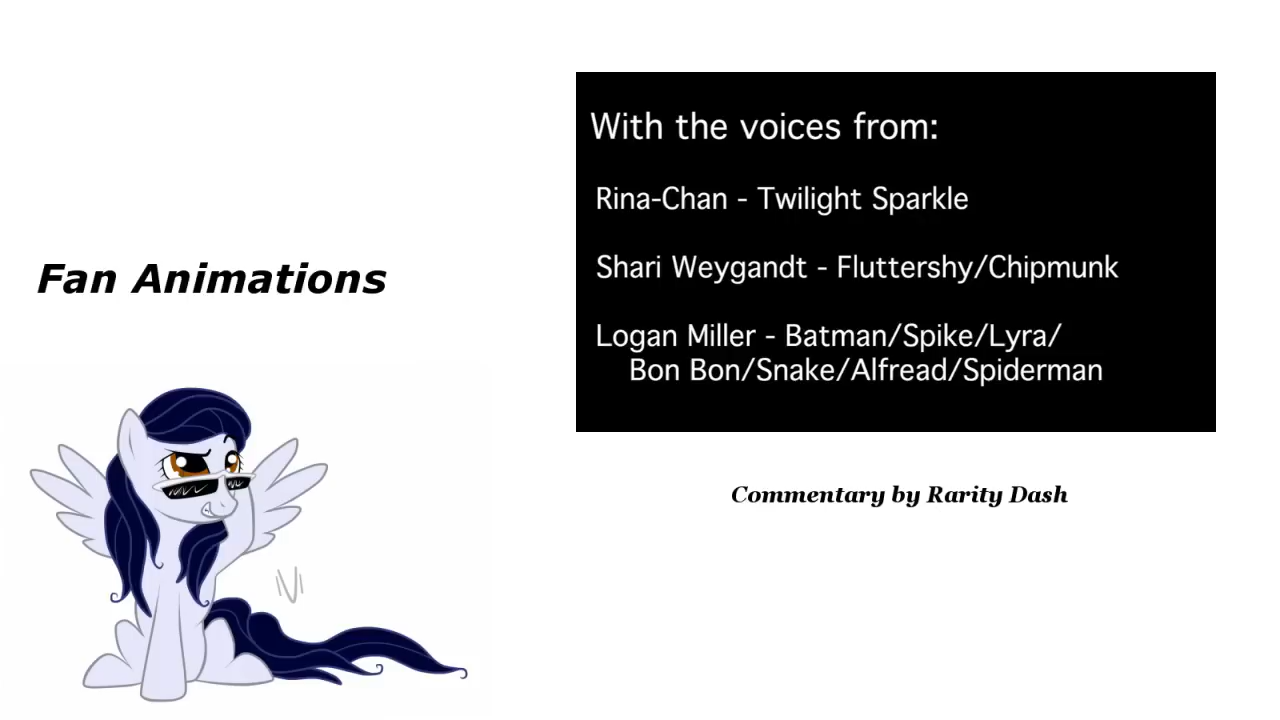 Fan Animations
With the voices from:
Rina-Chan - Twilight Sparkle
Shari Weygandt - Fluttershy/Chipmunk
Logan Miller - Batman/Spike/Lyra/
Bon Bon/Snake/Alfread/Spiderman
Commentary by Rarity Dash